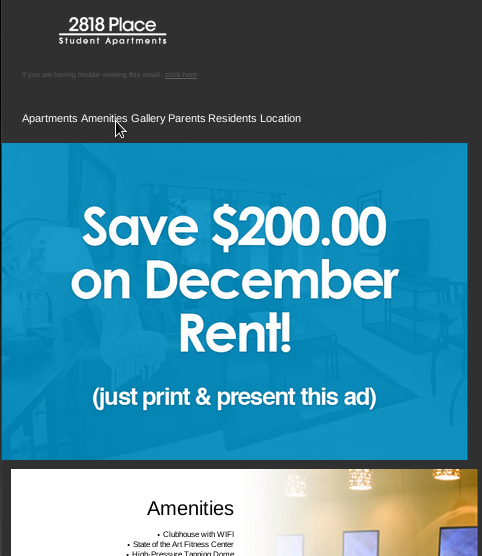 2818 Place
Student Apartments
If you are having trouble viewing this email, click here
Apartments Amenities Gallery Parents Residents Location
Save $200.00
on December
Rent!
(just print & present this ad)
Amenities
• Clubhouse with WIFI
• State of the Art Fitness Center
• High-Pressure Tanning Dome